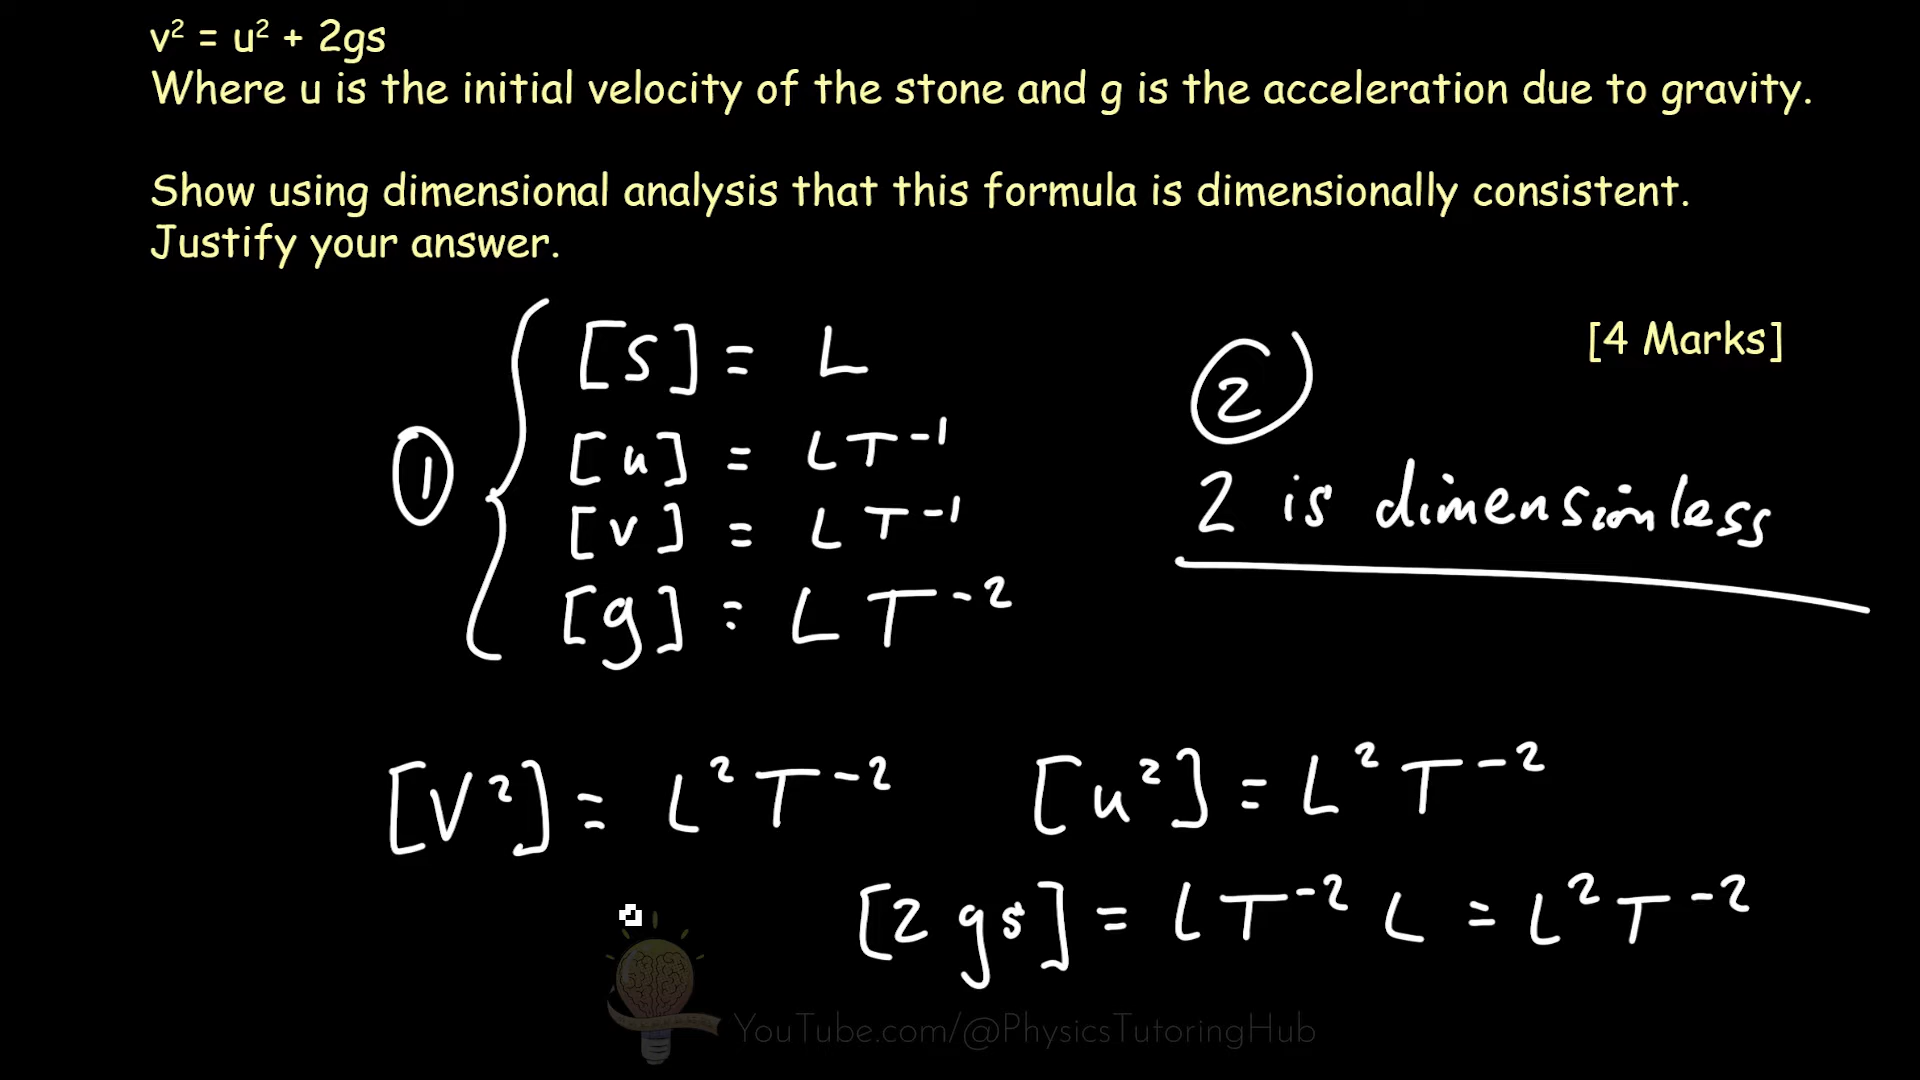 v² = u² + 2gs
Where u is the initial velocity of the stone and g is the acceleration due to gravity.
Show using dimensional analysis that this formula is dimensionally consistent.
Justify your answer.
[4 Marks]
① { [s] = L
[u] = LT⁻¹
[v] = LT⁻¹
[g] = LT⁻²
②
2 is dimensionless
[V²] = L²T⁻²
[u²] = L²T⁻²
[2gs] = LT⁻² L = L²T⁻²
YouTube.com/@PhysicsTutoringHub